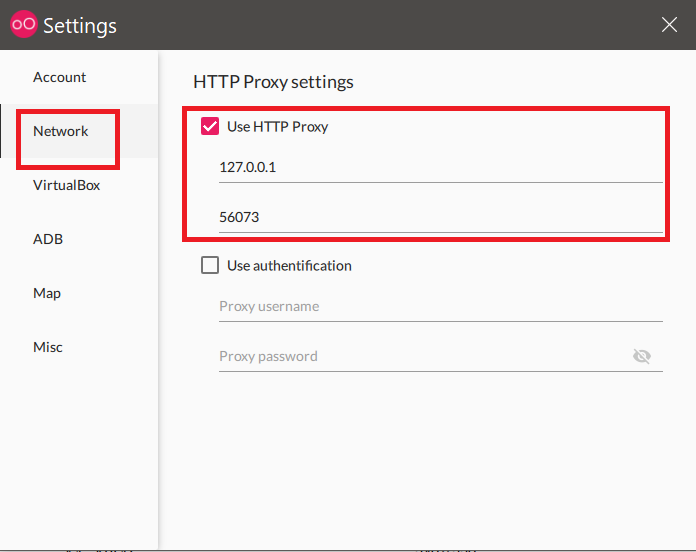 Settings
Account
Network
VirtualBox
ADB
Map
Misc
HTTP Proxy settings
Use HTTP Proxy
127.0.0.1
56073
Use authentification
Proxy username
Proxy password